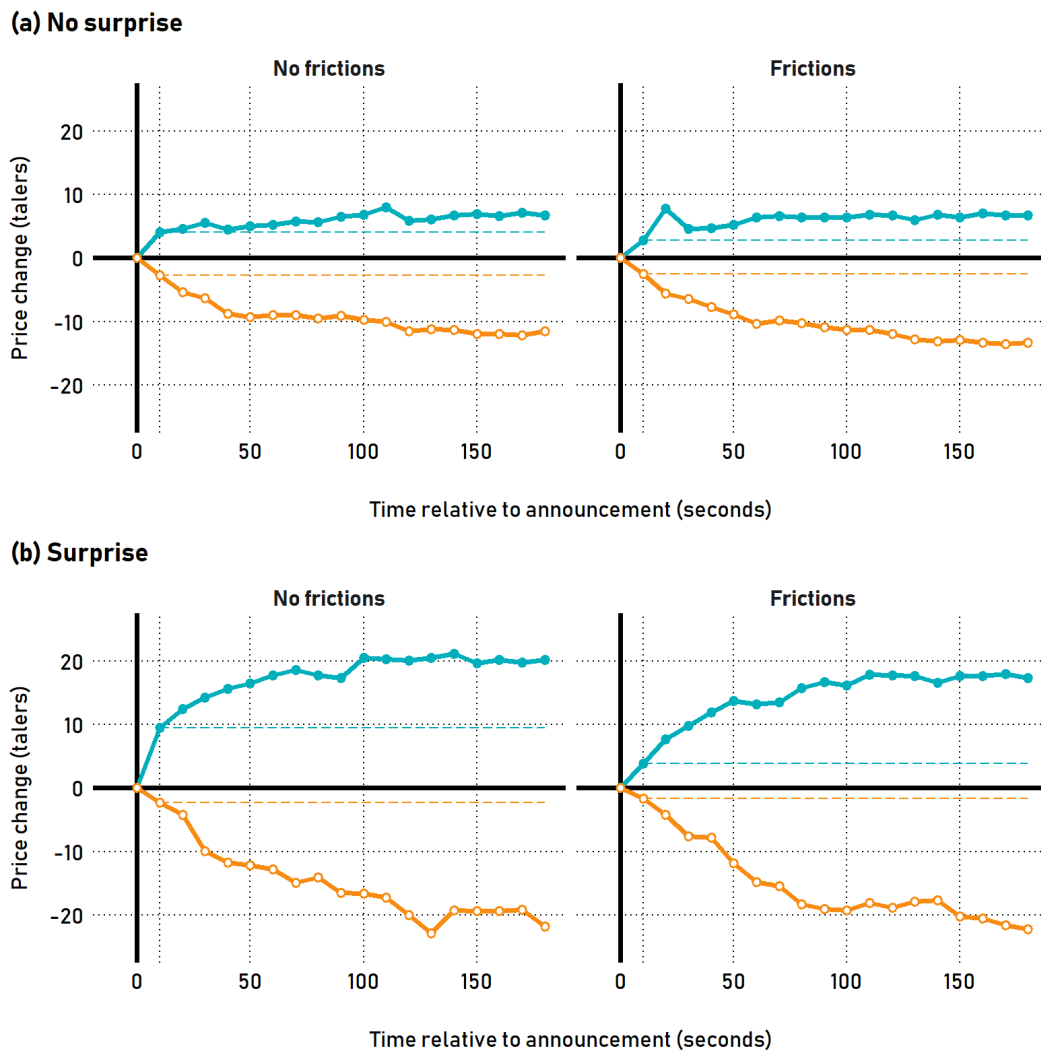 (a) No surprise
No frictions
Frictions
Price change (talers)
20
10
0
-10
-20
0
50
100
150
0
50
100
150
Time relative to announcement (seconds)
(b) Surprise
No frictions
Frictions
Price change (talers)
20
10
0
-10
-20
0
50
100
150
0
50
100
150
Time relative to announcement (seconds)